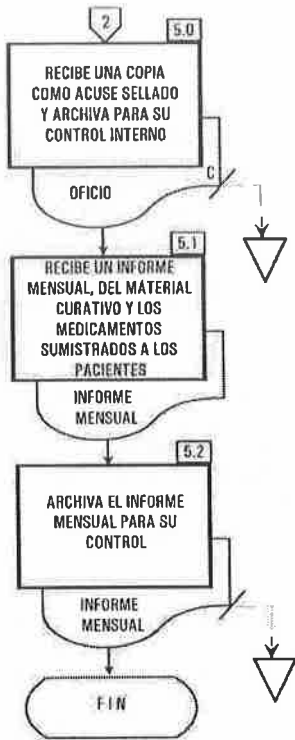 2
5.0
RECIBE UNA COPIA
COMO ACUSE SELLADO
Y ARCHIVA PARA SU
CONTROL INTERNO
C
OFICIO
5.1
RECIBE UN INFORME
MENSUAL, DEL MATERIAL
CURATIVO Y LOS
MEDICAMENTOS
SUMISTRADOS A LOS
PACIENTES
INFORME
MENSUAL
5.2
ARCHIVA EL INFORME
MENSUAL PARA SU
CONTROL
INFORME
MENSUAL
FIN